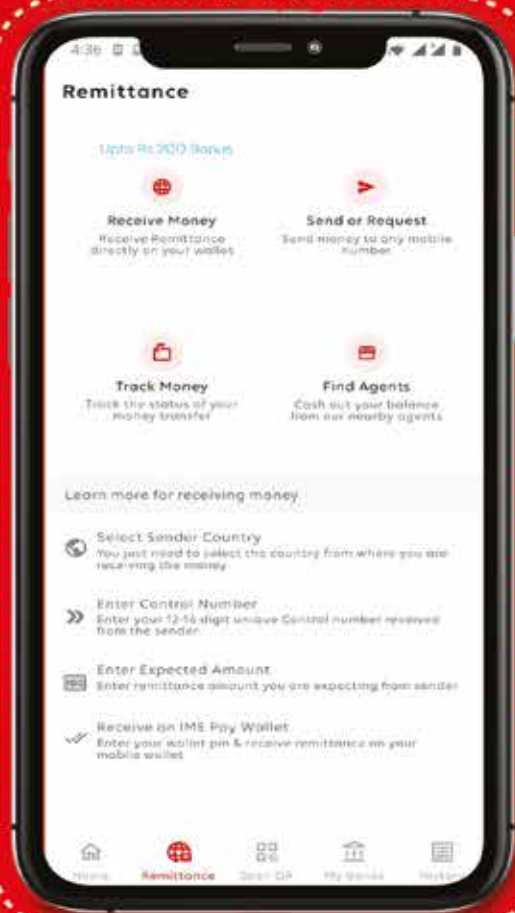 4:36
Remittance
Upto Rs 200 Bonus
Receive Money
Receive Remittance
directly on your wallet
Send or Request
Send money to any mobile
number
Track Money
Track the status of your
money transfer
Find Agents
Cash out your balance
from our nearby agents
Learn more for receiving money
Select Sender Country
You just need to select the country from where you are
receiving the money
Enter Control Number
Enter your 12-16 digit unique Control number received
from the sender
Enter Expected Amount
Enter remittance amount you are expecting from sender
Receive on IME Pay Wallet
Enter your wallet pin & receive remittance on your
mobile wallet
Home
Remittance
Scan QR
My Banks